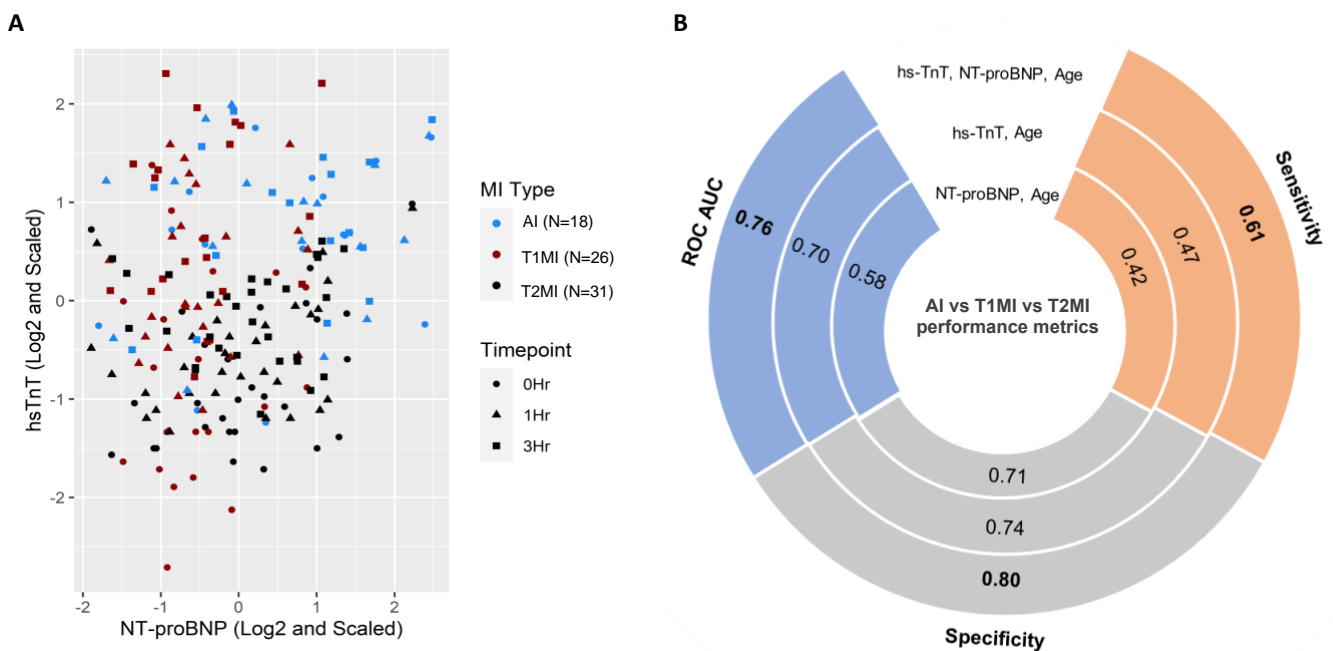 A
hsTnT (Log2 and Scaled)
2
1
0
-1
-2
-2
-1
0
1
2
NT-proBNP (Log2 and Scaled)
MI Type
AI (N=18)
T1MI (N=26)
T2MI (N=31)
Timepoint
0Hr
1Hr
3Hr
B
hs-TnT, NT-proBNP, Age
hs-TnT, Age
NT-proBNP, Age
ROC AUC
0.76
0.70
0.58
AI vs T1MI vs T2MI
performance metrics
0.42
0.47
0.61
Sensitivity
0.71
0.74
0.80
Specificity